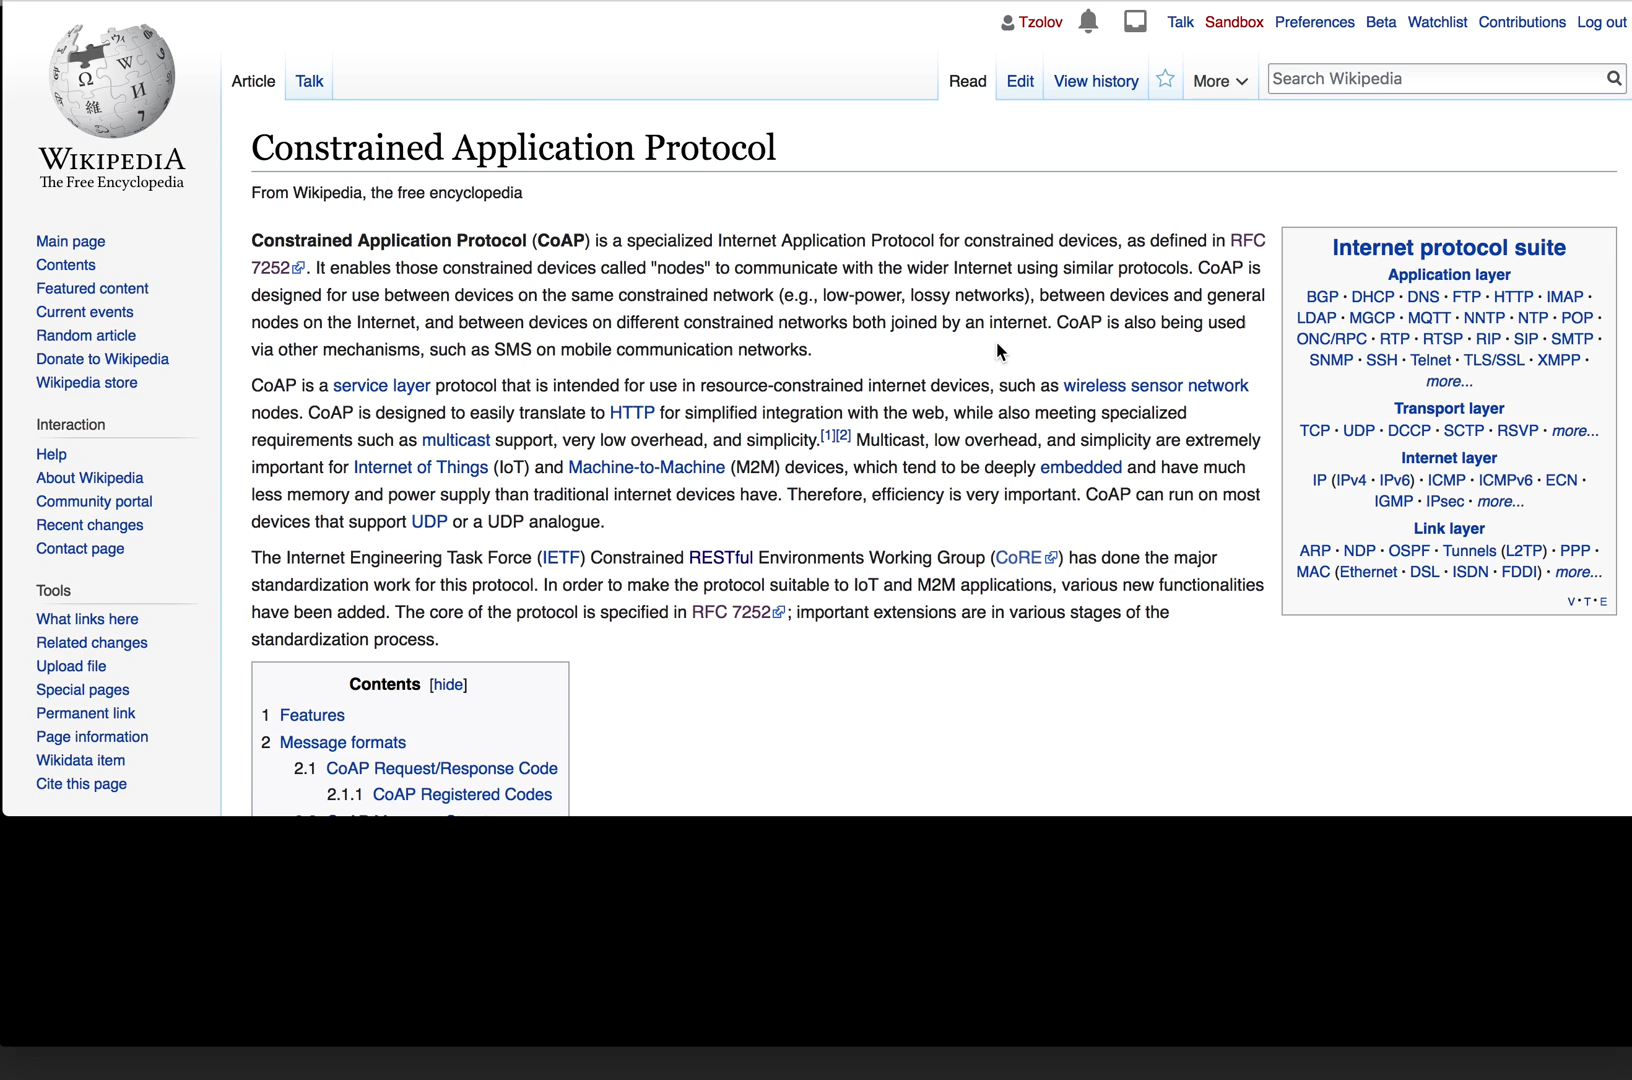 Tzolov Talk Sandbox Preferences Beta Watchlist Contributions Log out
Article Talk Read Edit View history More Search Wikipedia
WIKIPEDIA
The Free Encyclopedia
Main page
Contents
Featured content
Current events
Random article
Donate to Wikipedia
Wikipedia store
Interaction
Help
About Wikipedia
Community portal
Recent changes
Contact page
Tools
What links here
Related changes
Upload file
Special pages
Permanent link
Page information
Wikidata item
Cite this page
Constrained Application Protocol
From Wikipedia, the free encyclopedia
Constrained Application Protocol (CoAP) is a specialized Internet Application Protocol for constrained devices, as defined in RFC
7252. It enables those constrained devices called "nodes" to communicate with the wider Internet using similar protocols. CoAP is
designed for use between devices on the same constrained network (e.g., low-power, lossy networks), between devices and general
nodes on the Internet, and between devices on different constrained networks both joined by an internet. CoAP is also being used
via other mechanisms, such as SMS on mobile communication networks.
CoAP is a service layer protocol that is intended for use in resource-constrained internet devices, such as wireless sensor network
nodes. CoAP is designed to easily translate to HTTP for simplified integration with the web, while also meeting specialized
requirements such as multicast support, very low overhead, and simplicity.[1][2] Multicast, low overhead, and simplicity are extremely
important for Internet of Things (IoT) and Machine-to-Machine (M2M) devices, which tend to be deeply embedded and have much
less memory and power supply than traditional internet devices have. Therefore, efficiency is very important. CoAP can run on most
devices that support UDP or a UDP analogue.
The Internet Engineering Task Force (IETF) Constrained RESTful Environments Working Group (CoRE) has done the major
standardization work for this protocol. In order to make the protocol suitable to IoT and M2M applications, various new functionalities
have been added. The core of the protocol is specified in RFC 7252; important extensions are in various stages of the
standardization process.
Contents [hide]
1 Features
2 Message formats
2.1 CoAP Request/Response Code
2.1.1 CoAP Registered Codes
Internet protocol suite
Application layer
BGP · DHCP · DNS · FTP · HTTP · IMAP ·
LDAP · MGCP · MQTT · NNTP · NTP · POP ·
ONC/RPC · RTP · RTSP · RIP · SIP · SMTP ·
SNMP · SSH · Telnet · TLS/SSL · XMPP ·
more...
Transport layer
TCP · UDP · DCCP · SCTP · RSVP · more...
Internet layer
IP (IPv4 · IPv6) · ICMP · ICMPv6 · ECN ·
IGMP · IPsec · more...
Link layer
ARP · NDP · OSPF · Tunnels (L2TP) · PPP ·
MAC (Ethernet · DSL · ISDN · FDDI) · more...
V · T · E